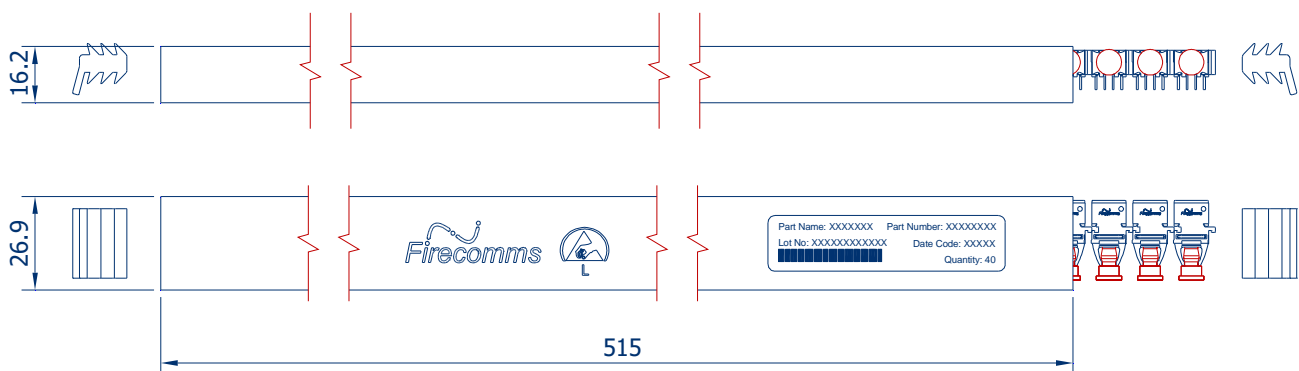 16.2
26.9
Firecomms
L
Part Name: XXXXXXX Part Number: XXXXXXXX
Lot No: XXXXXXXXXXXX Date Code: XXXXX
Quantity: 40
515